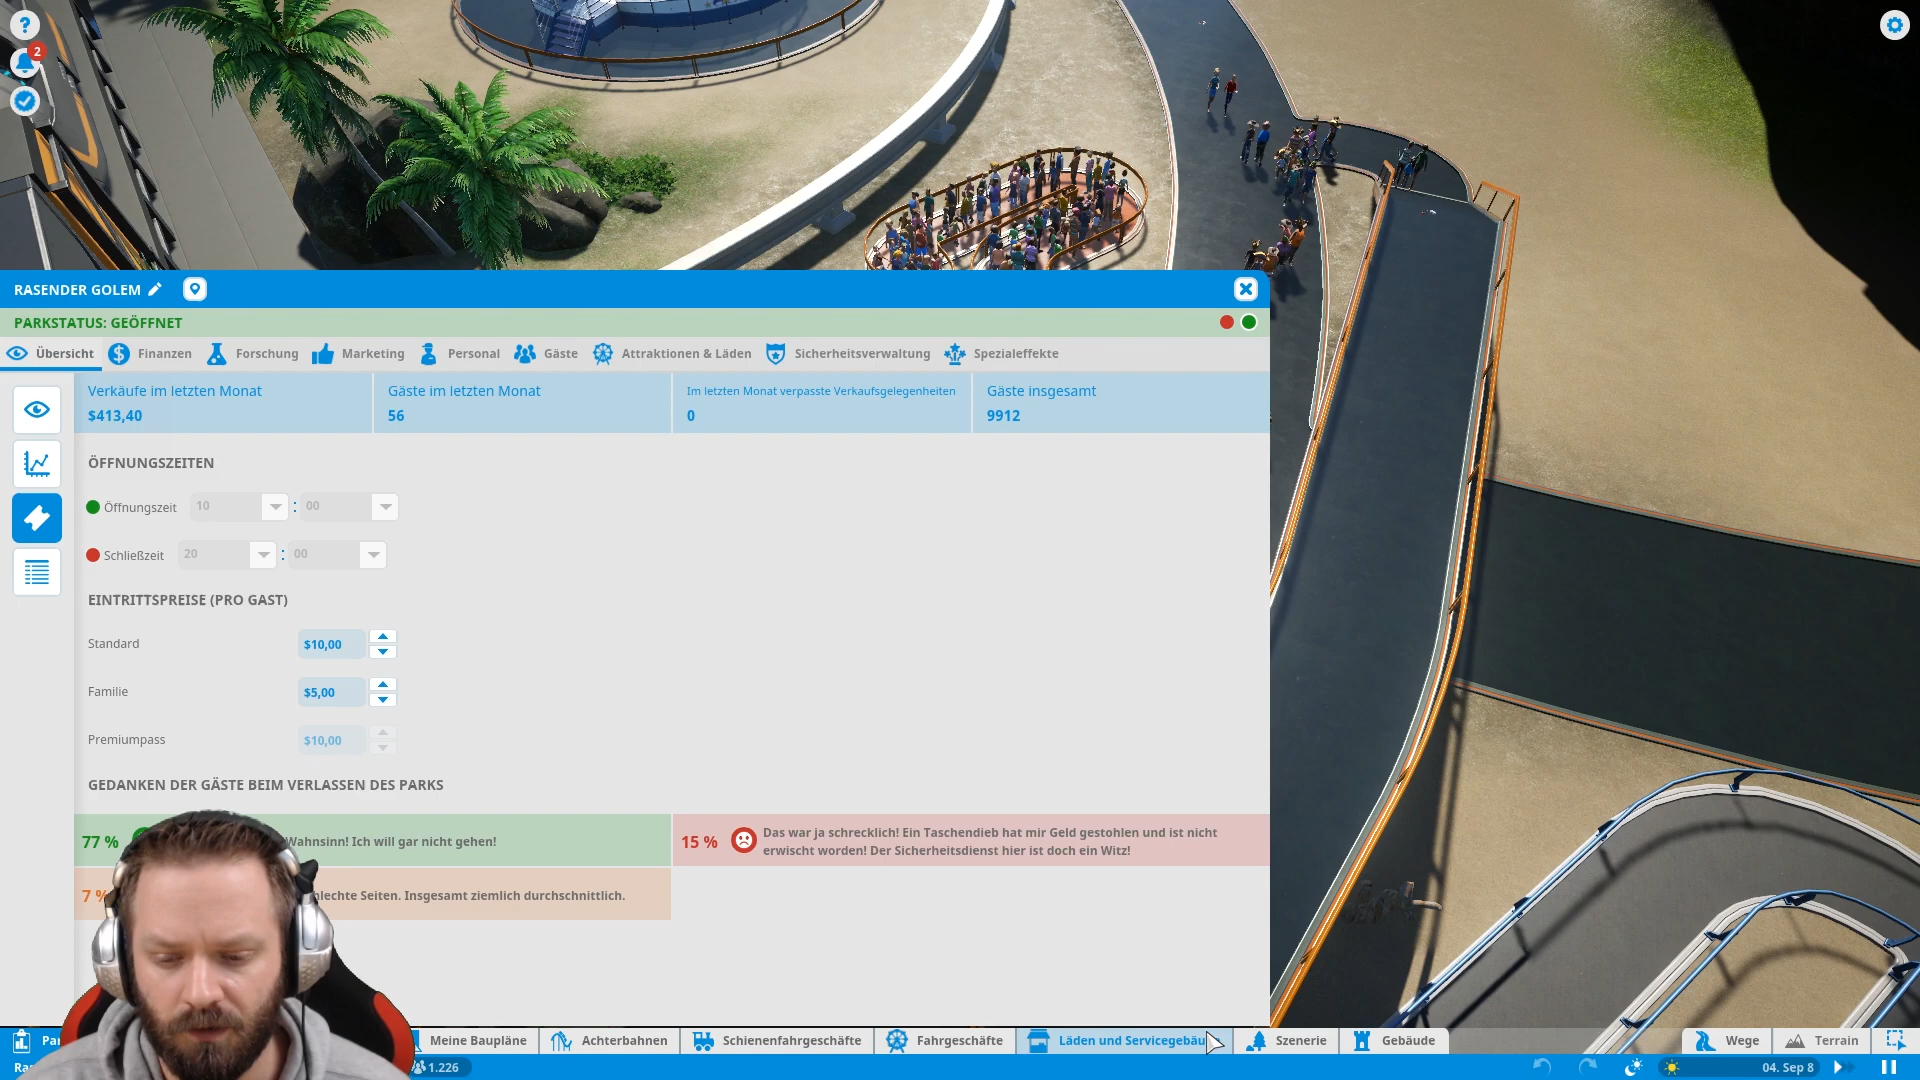 ?
2
RASENDER GOLEM
PARKSTATUS: GEÖFFNET
Übersicht
Finanzen
Forschung
Marketing
Personal
Gäste
Attraktionen & Läden
Sicherheitsverwaltung
Spezialeffekte
Verkäufe im letzten Monat
$413,40
Gäste im letzten Monat
56
Im letzten Monat verpasste Verkaufsgelegenheiten
0
Gäste insgesamt
9912
ÖFFNUNGSZEITEN
Öffnungszeit 10 : 00
Schließzeit 20 : 00
EINTRITTSPREISE (PRO GAST)
Standard $10,00
Familie $5,00
Premiumpass $10,00
GEDANKEN DER GÄSTE BEIM VERLASSEN DES PARKS
77 % Wahnsinn! Ich will gar nicht gehen!
15 % Das war ja schrecklich! Ein Taschendieb hat mir Geld gestohlen und ist nicht
erwischt worden! Der Sicherheitsdienst hier ist doch ein Witz!
7 % Seiten. Insgesamt ziemlich durchschnittlich.
Meine Baupläne
Achterbahnen
Schienenfahrgeschäfte
Fahrgeschäfte
Läden und
Szenerie
Gebäude
Wege
Terrain
1.226
04. Sep 8